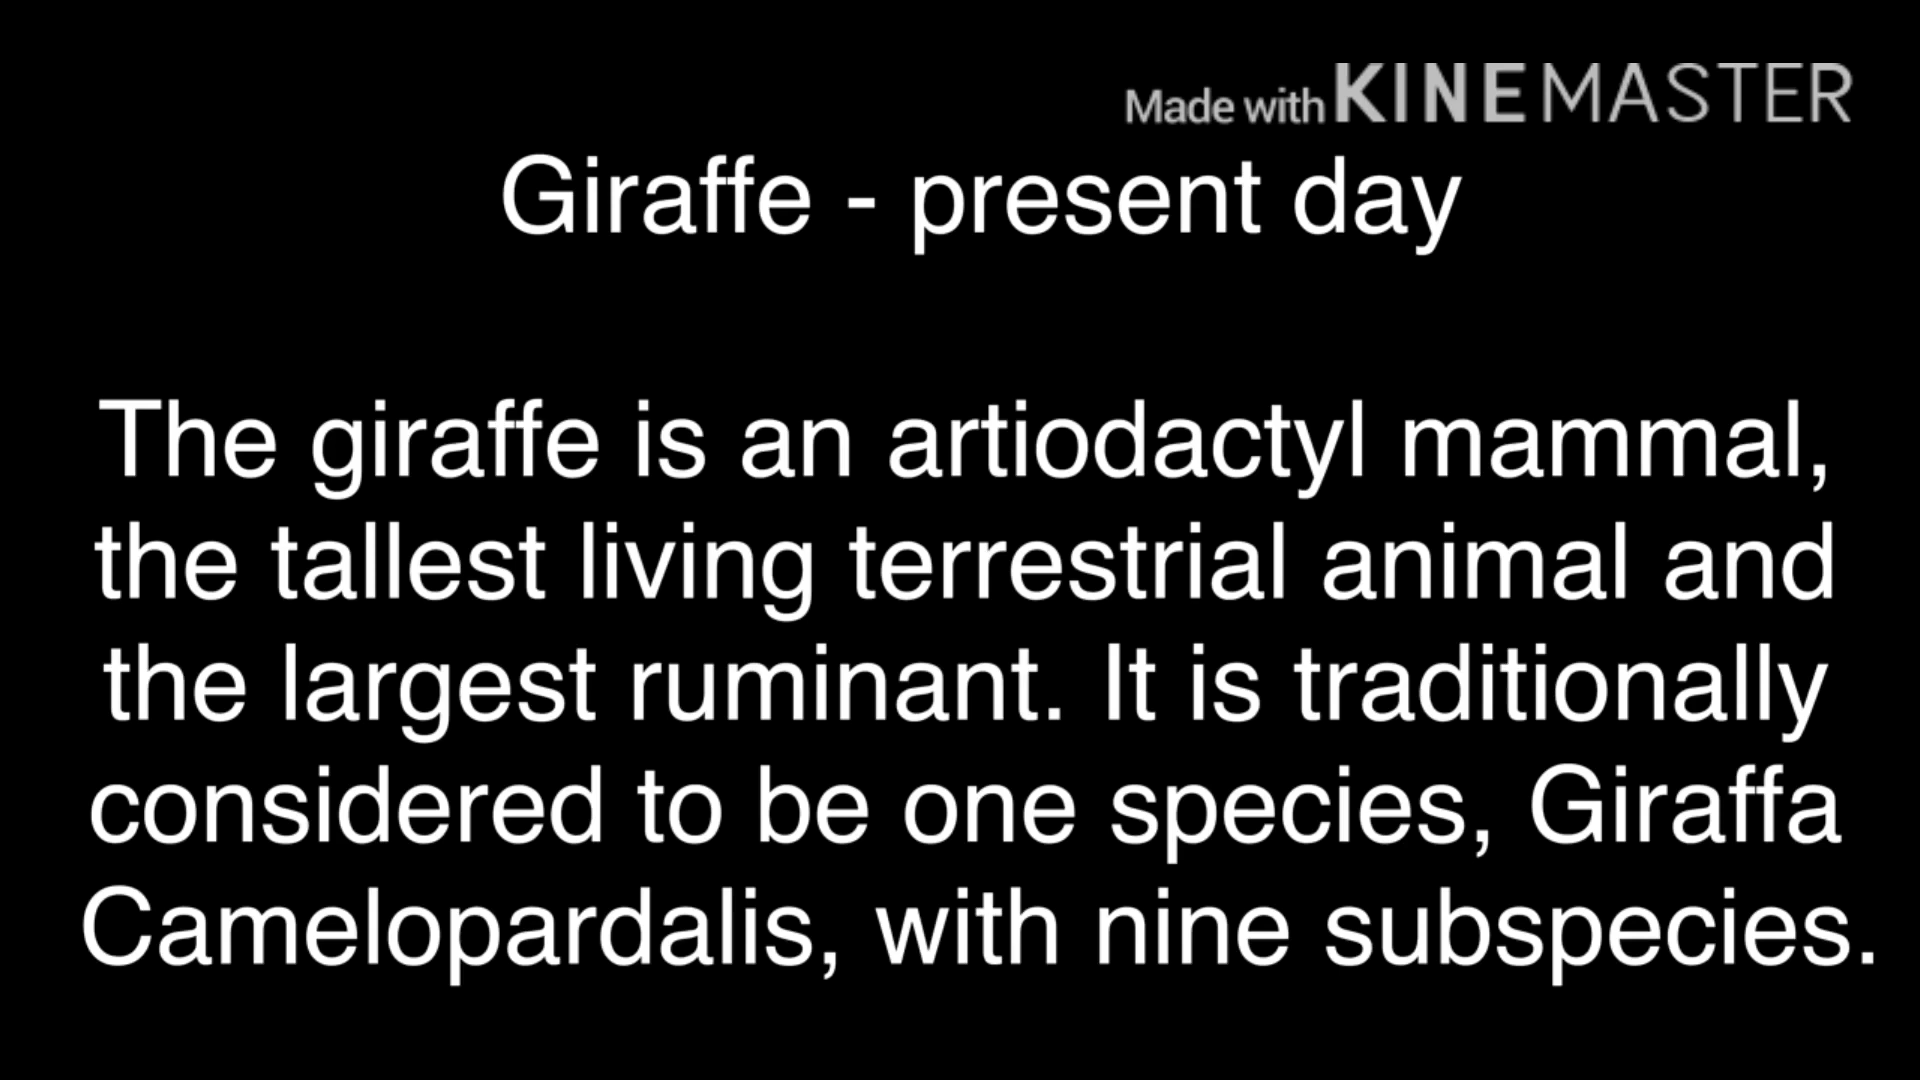 Made with KINEMASTER
Giraffe - present day
The giraffe is an artiodactyl mammal,
the tallest living terrestrial animal and
the largest ruminant. It is traditionally
considered to be one species, Giraffa
Camelopardalis, with nine subspecies.